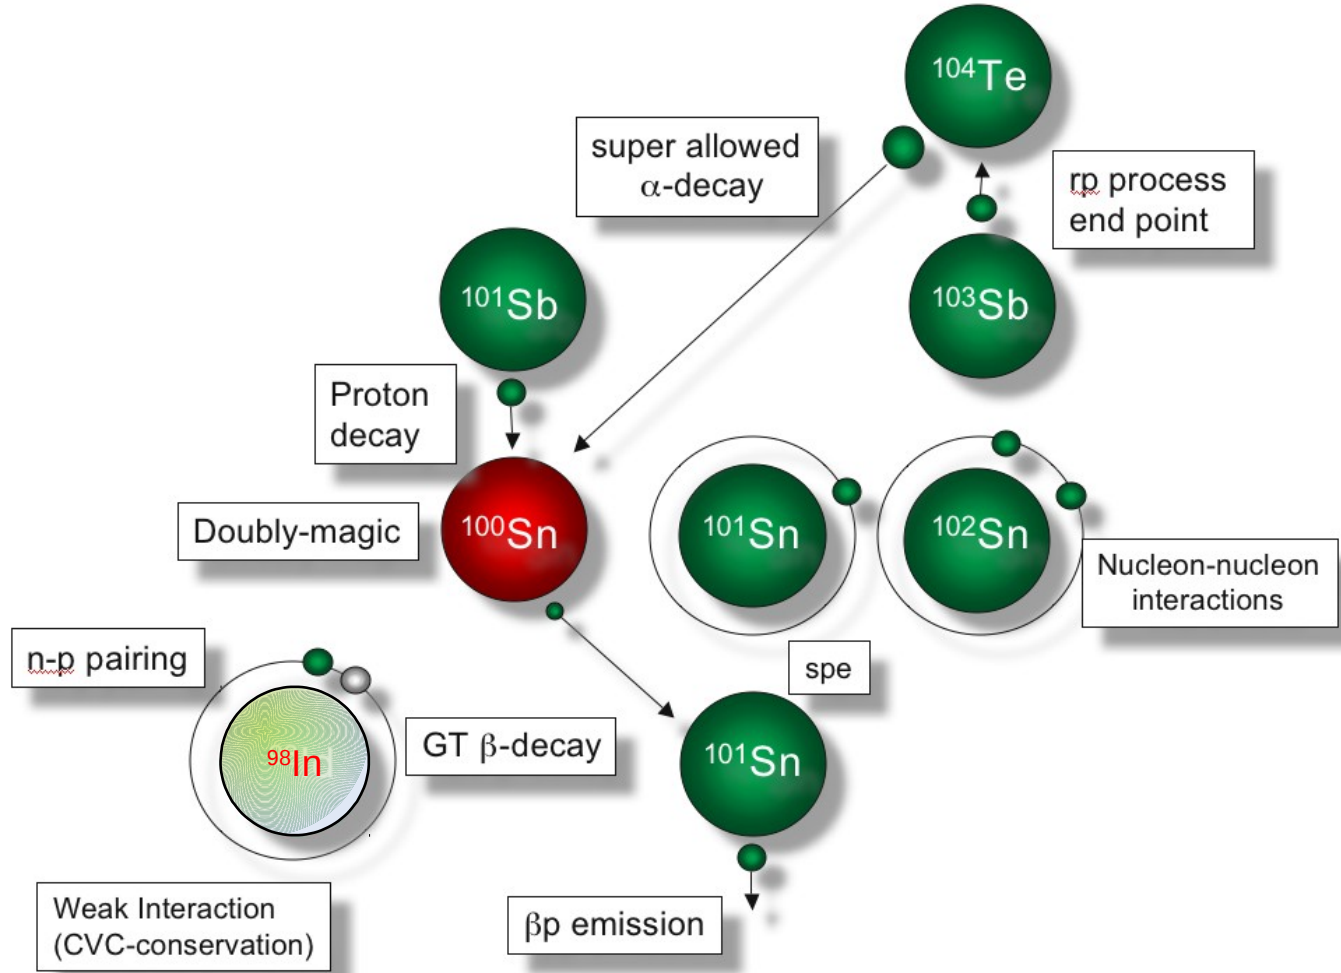 ¹⁰⁴Te
super allowed
α-decay
rp process
end point
¹⁰¹Sb
¹⁰³Sb
Proton
decay
¹⁰⁰Sn
Doubly-magic
¹⁰¹Sn
¹⁰²Sn
Nucleon-nucleon
interactions
n-p pairing
spe
⁹⁸In
GT β-decay
¹⁰¹Sn
Weak Interaction
(CVC-conservation)
βp emission